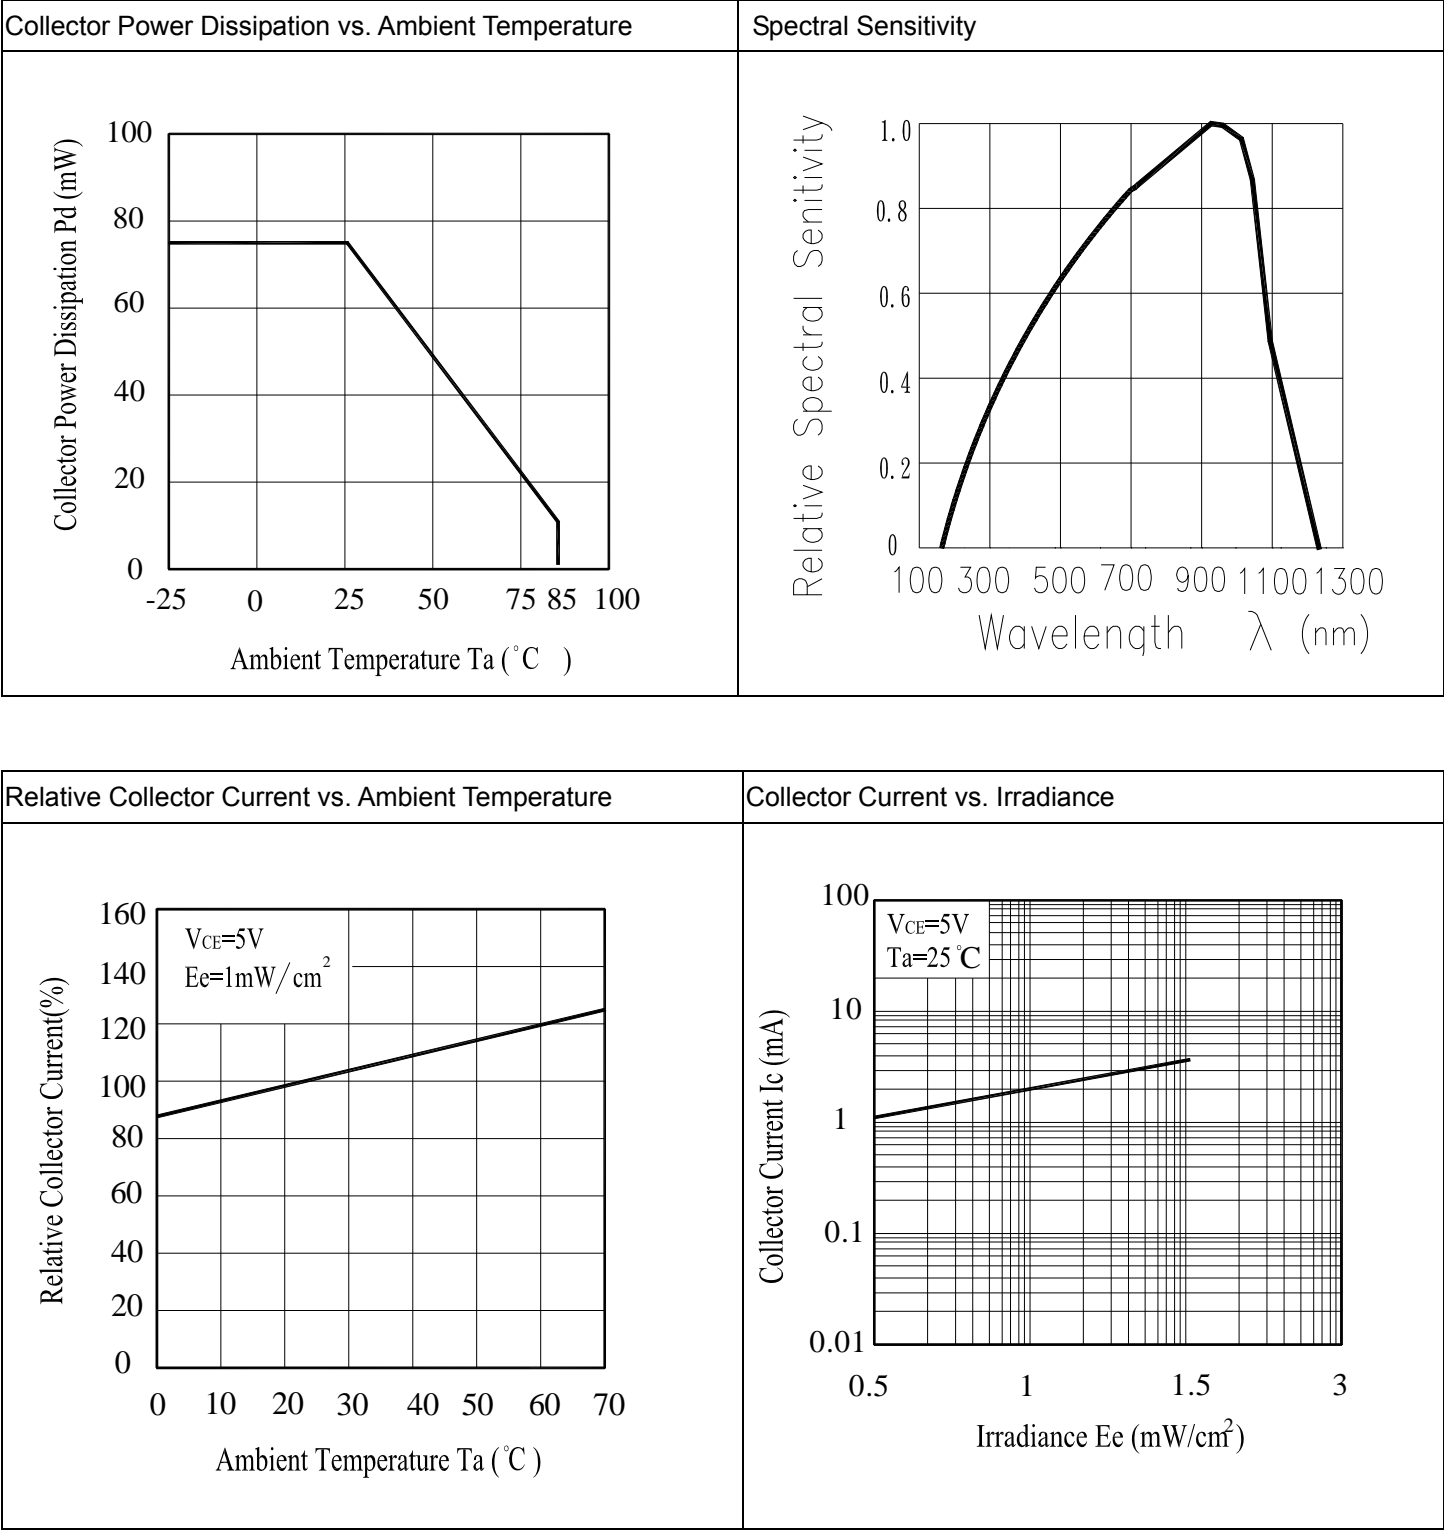 Collector Power Dissipation vs. Ambient Temperature
Spectral Sensitivity
Collector Power Dissipation Pd (mW)
100
80
60
40
20
0
-25 0 25 50 75 85 100
Ambient Temperature Ta (°C )
Relative Spectral Senitivity
1.0
0.8
0.6
0.4
0.2
0
100 300 500 700 900 1100 1300
Wavelength λ (nm)
Relative Collector Current vs. Ambient Temperature
Collector Current vs. Irradiance
Relative Collector Current(%)
160
140
120
100
80
60
40
20
0
VCE=5V
Ee=1mW/cm²
0 10 20 30 40 50 60 70
Ambient Temperature Ta (°C )
Collector Current Ic (mA)
100
10
1
0.1
0.01
VCE=5V
Ta=25°C
0.5 1 1.5 3
Irradiance Ee (mW/cm²)